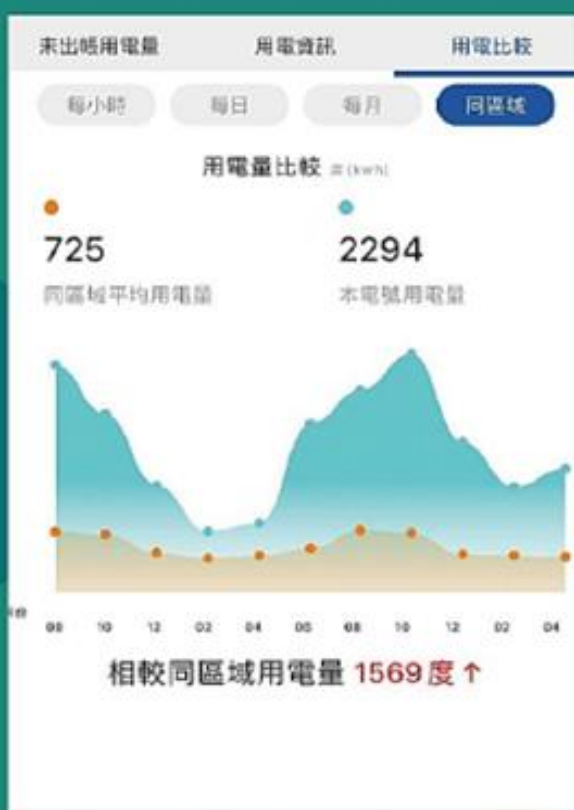 未出帳用電量 用電資訊 用電比較
每小時 每日 每月 同區域
用電量比較 度(kwh)
725 2294
同區域平均用電量 本電號用電量
08 10 12 02 04 06 08 10 12 02 04
相較同區域用電量 1569度↑